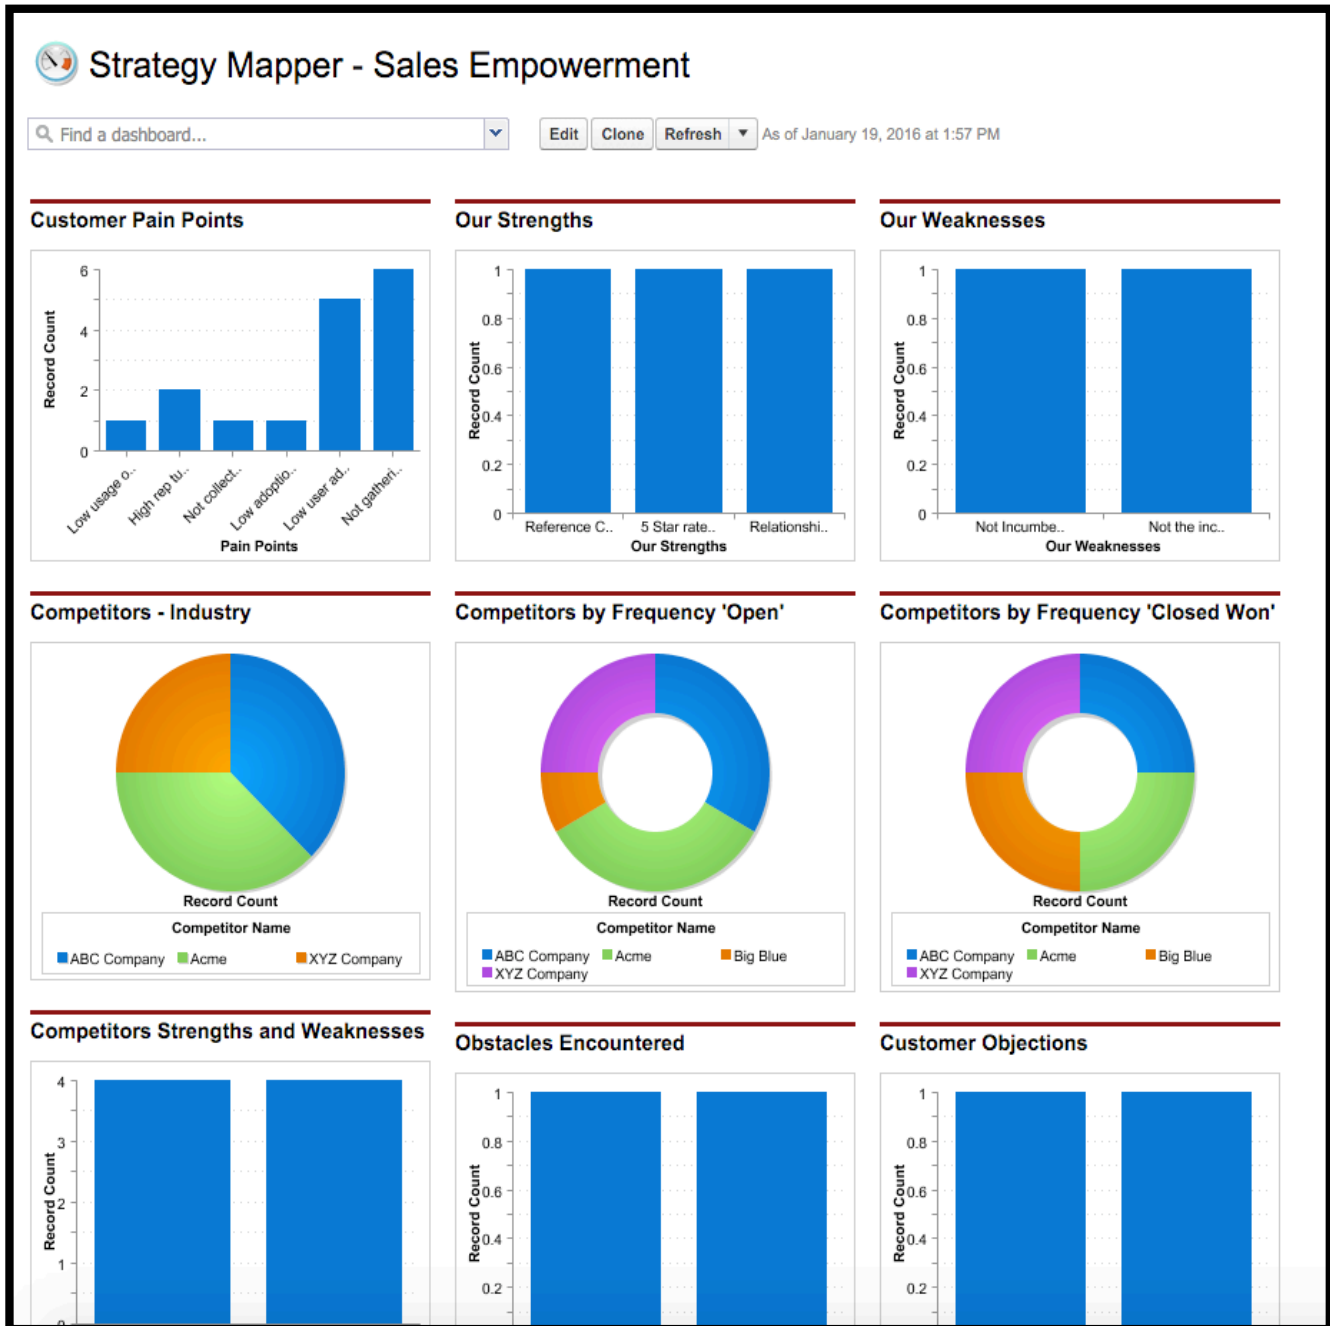 Strategy Mapper - Sales Empowerment
Find a dashboard...
Edit Clone Refresh As of January 19, 2016 at 1:57 PM
Customer Pain Points
6
4
2
0
Record Count
Low usage o..
High rep tu..
Not collect..
Low adoptio..
Low user ad..
Not gatheri..
Pain Points
Our Strengths
1
0.8
0.6
0.4
0.2
0
Record Count
Reference C.. 5 Star rate.. Relationshi..
Our Strengths
Our Weaknesses
1
0.8
0.6
0.4
0.2
0
Record Count
Not Incumbe.. Not the inc..
Our Weaknesses
Competitors - Industry
Record Count
Competitor Name
ABC Company Acme XYZ Company
Competitors by Frequency 'Open'
Record Count
Competitor Name
ABC Company Acme Big Blue
XYZ Company
Competitors by Frequency 'Closed Won'
Record Count
Competitor Name
ABC Company Acme Big Blue
XYZ Company
Competitors Strengths and Weaknesses
4
3
2
1
0
Record Count
Obstacles Encountered
1
0.8
0.6
0.4
0.2
Record Count
Customer Objections
1
0.8
0.6
0.4
0.2
Record Count